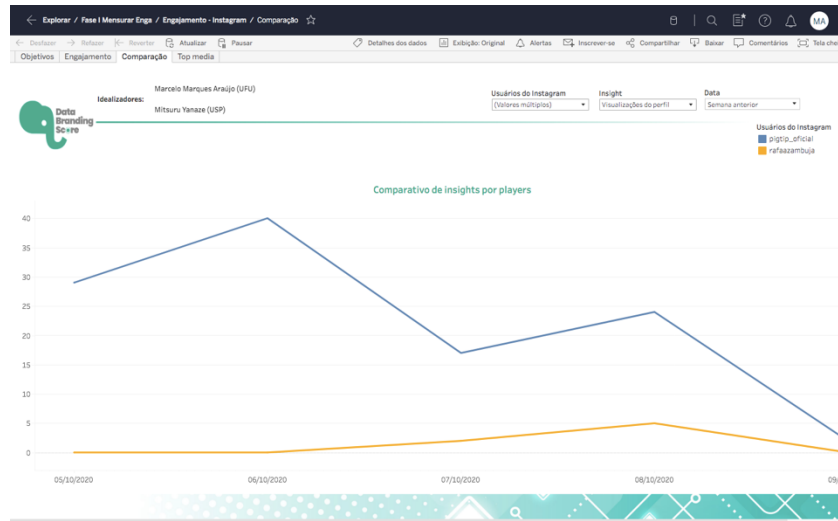 Explorar / Fase I Mensurar Enga / Engajamento - Instagram / Comparação
MA
Desfazer Refazer Reverter Atualizar Pausar Detalhes dos dados Exibição: Original Alertas Inscrever-se Compartilhar Baixar Comentários Tela che
Objetivos Engajamento Comparação Top media
Data
Branding
Score
Idealizadores:
Marcelo Marques Araújo (UFU)
Mitsuru Yanaze (USP)
Usuários do Instagram Insight Data
(Valores múltiplos) Visualizações do perfil Semana anterior
Usuários do Instagram
pigtip_oficial
rafaazambuja
Comparativo de insights por players
40
35
30
25
20
15
10
5
0
05/10/2020 06/10/2020 07/10/2020 08/10/2020 09/